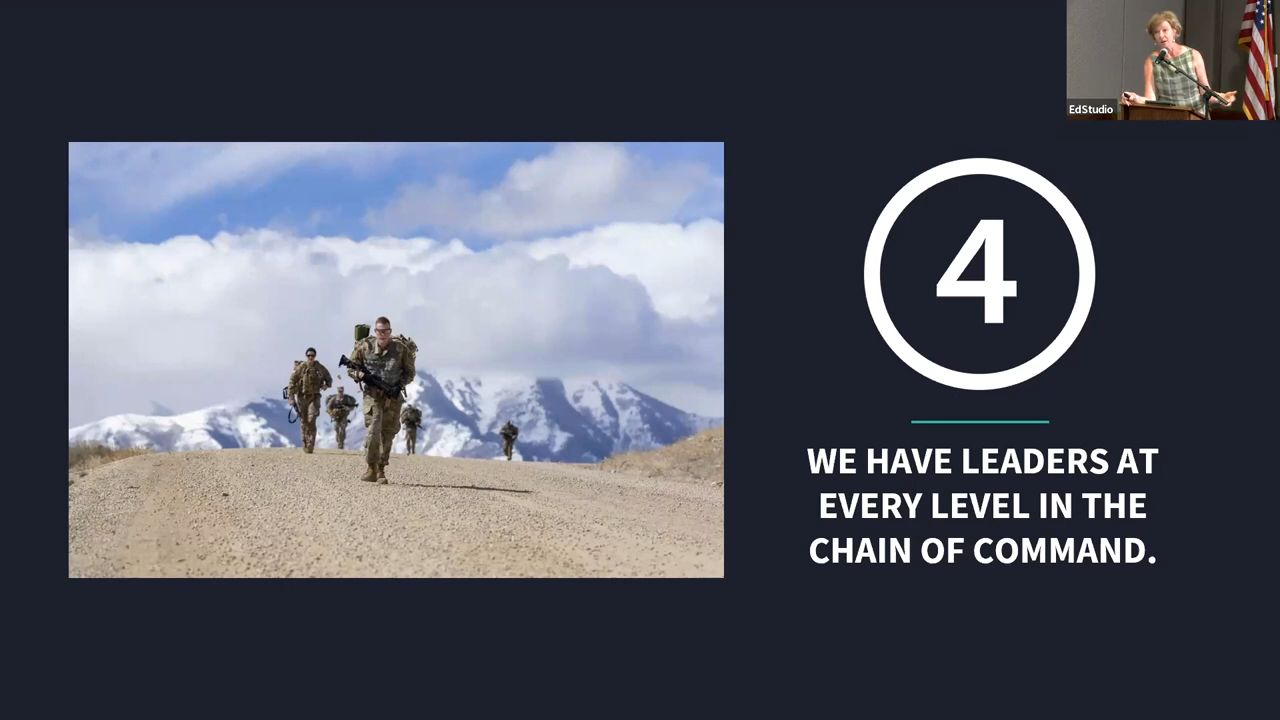 EdStudio
4
WE HAVE LEADERS AT
EVERY LEVEL IN THE
CHAIN OF COMMAND.